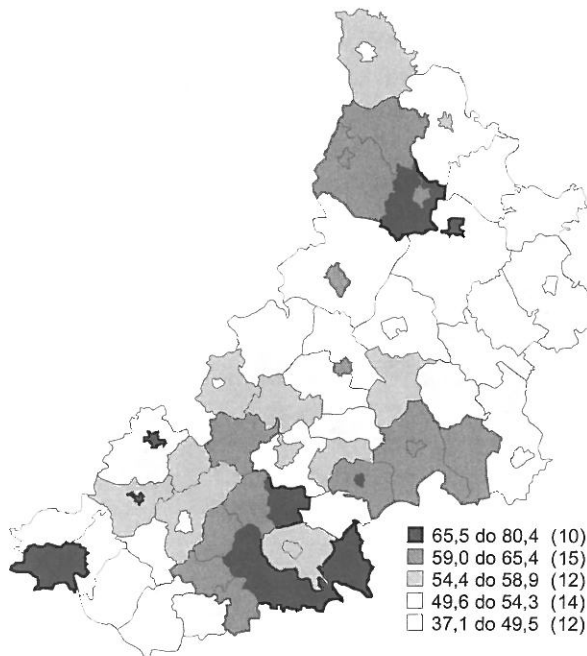 65,5 do 80,4 (10)
59,0 do 65,4 (15)
54,4 do 58,9 (12)
49,6 do 54,3 (14)
37,1 do 49,5 (12)